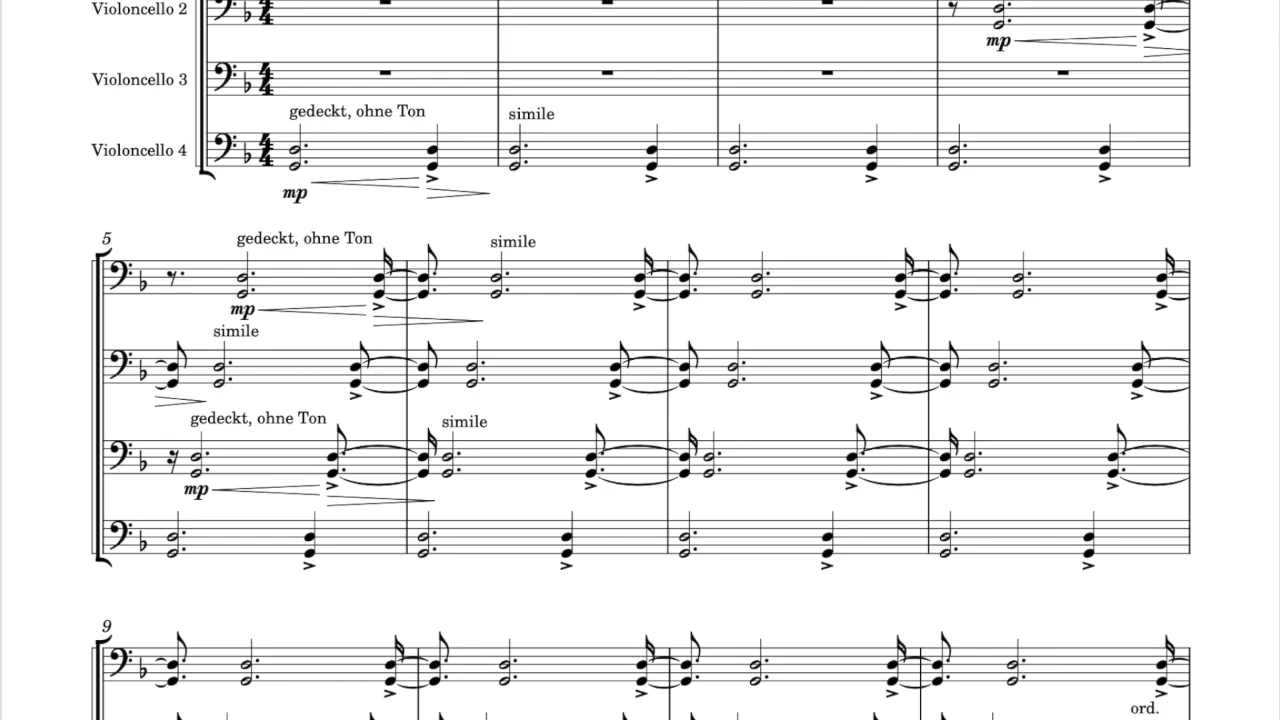 Violoncello 2
mp
Violoncello 3
gedeckt, ohne Ton simile
Violoncello 4
mp
5
gedeckt, ohne Ton simile
mp
simile
gedeckt, ohne Ton simile
mp
9
ord.